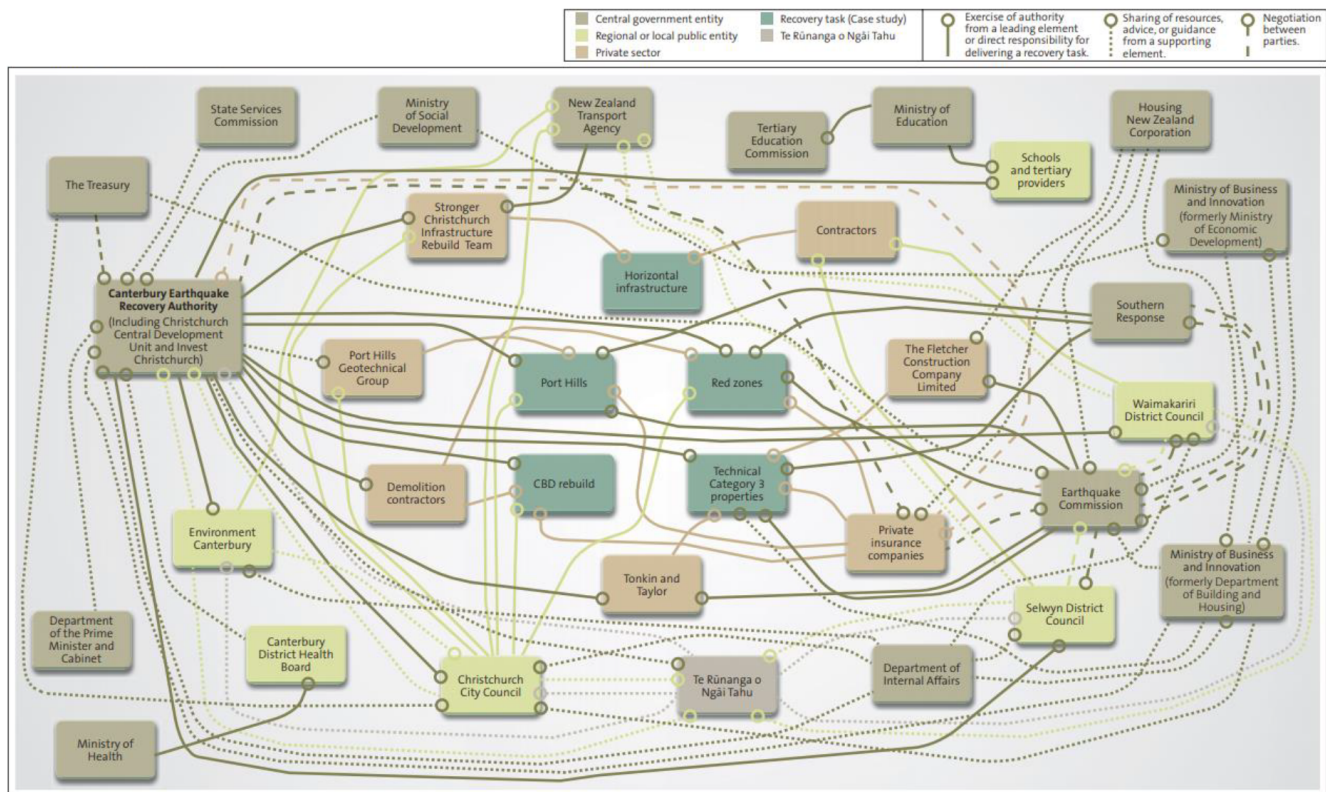 Central government entity
Regional or local public entity
Private sector
Recovery task (Case study)
Te Rūnanga o Ngāi Tahu
Exercise of authority
from a leading element
or direct responsibility for
delivering a recovery task.
Sharing of resources,
advice, or guidance
from a supporting
element.
Negotiation
between
parties.
State Services
Commission
Ministry
of Social
Development
New Zealand
Transport
Agency
Tertiary
Education
Commission
Ministry of
Education
Housing
New Zealand
Corporation
Schools
and tertiary
providers
The Treasury
Ministry of Business
and Innovation
(formerly Ministry
of Economic
Development)
Stronger
Christchurch
Infrastructure
Rebuild Team
Contractors
Horizontal
infrastructure
Canterbury Earthquake
Recovery Authority
(Including Christchurch
Central Development
Unit and Invest
Christchurch)
Southern
Response
Port Hills
Geotechnical
Group
Port Hills
Red zones
The Fletcher
Construction
Company
Limited
Waimakariri
District Council
Demolition
contractors
CBD rebuild
Technical
Category 3
properties
Earthquake
Commission
Environment
Canterbury
Private
insurance
companies
Ministry of Business
and Innovation
(formerly Department
of Building and
Housing)
Tonkin and
Taylor
Selwyn District
Council
Department
of the Prime
Minister and
Cabinet
Canterbury
District Health
Board
Christchurch
City Council
Te Rūnanga o
Ngāi Tahu
Department of
Internal Affairs
Ministry of
Health